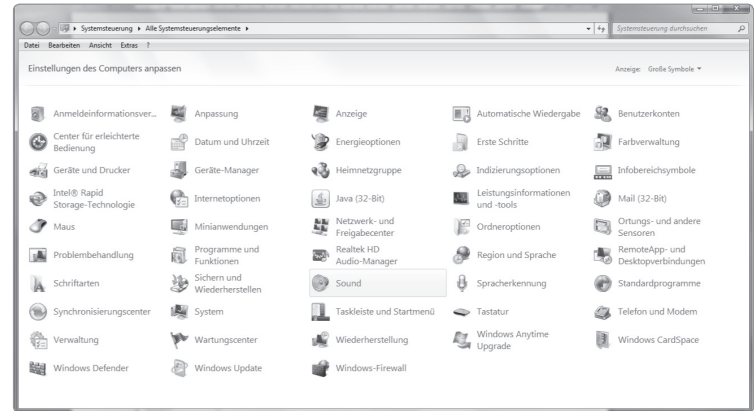 Systemsteuerung ▸ Alle Systemsteuerungselemente ▸
Systemsteuerung durchsuchen
Datei Bearbeiten Ansicht Extras ?
Einstellungen des Computers anpassen
Anzeige: Große Symbole ▼
Anmeldeinformationsver...
Anpassung
Anzeige
Automatische Wiedergabe
Benutzerkonten
Center für erleichterte
Bedienung
Datum und Uhrzeit
Energieoptionen
Erste Schritte
Farbverwaltung
Geräte und Drucker
Geräte-Manager
Heimnetzgruppe
Indizierungsoptionen
Infobereichsymbole
Intel® Rapid
Storage-Technologie
Internetoptionen
Java (32-Bit)
Leistungsinformationen
und -tools
Mail (32-Bit)
Maus
Minianwendungen
Netzwerk- und
Freigabecenter
Ordneroptionen
Ortungs- und andere
Sensoren
Problembehandlung
Programme und
Funktionen
Realtek HD
Audio-Manager
Region und Sprache
RemoteApp- und
Desktopverbindungen
Schriftarten
Sichern und
Wiederherstellen
Sound
Spracherkennung
Standardprogramme
Synchronisierungscenter
System
Taskleiste und Startmenü
Tastatur
Telefon und Modem
Verwaltung
Wartungscenter
Wiederherstellung
Windows Anytime
Upgrade
Windows CardSpace
Windows Defender
Windows Update
Windows-Firewall